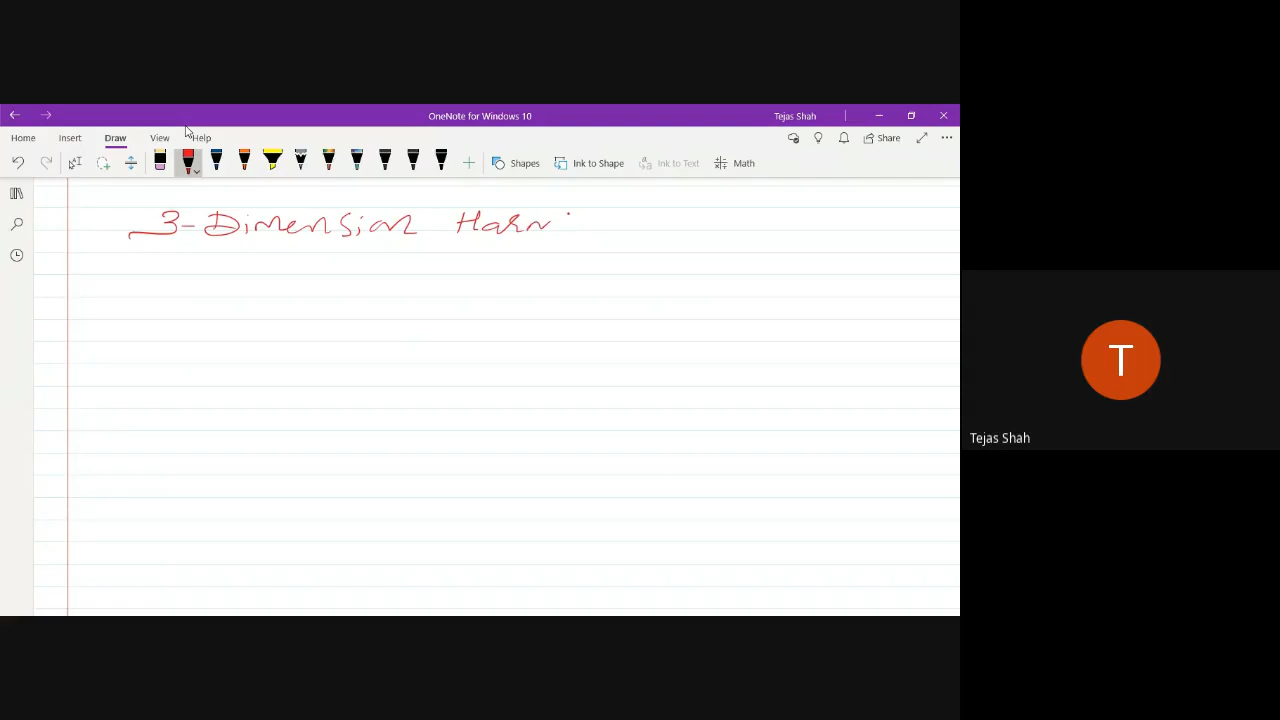 OneNote for Windows 10
Tejas Shah
Home Insert Draw View Help
Share
Shapes Ink to Shape Ink to Text Math
3-Dimension Harm
T
Tejas Shah